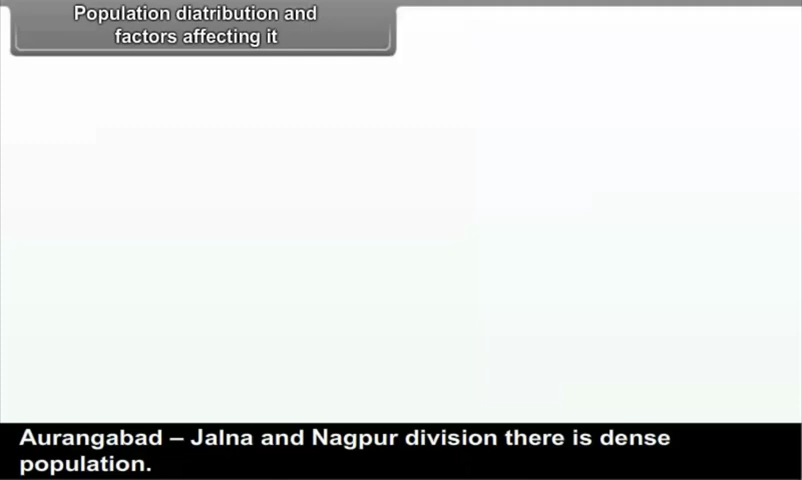 Population diatribution and
factors affecting it
Aurangabad – Jalna and Nagpur division there is dense
population.